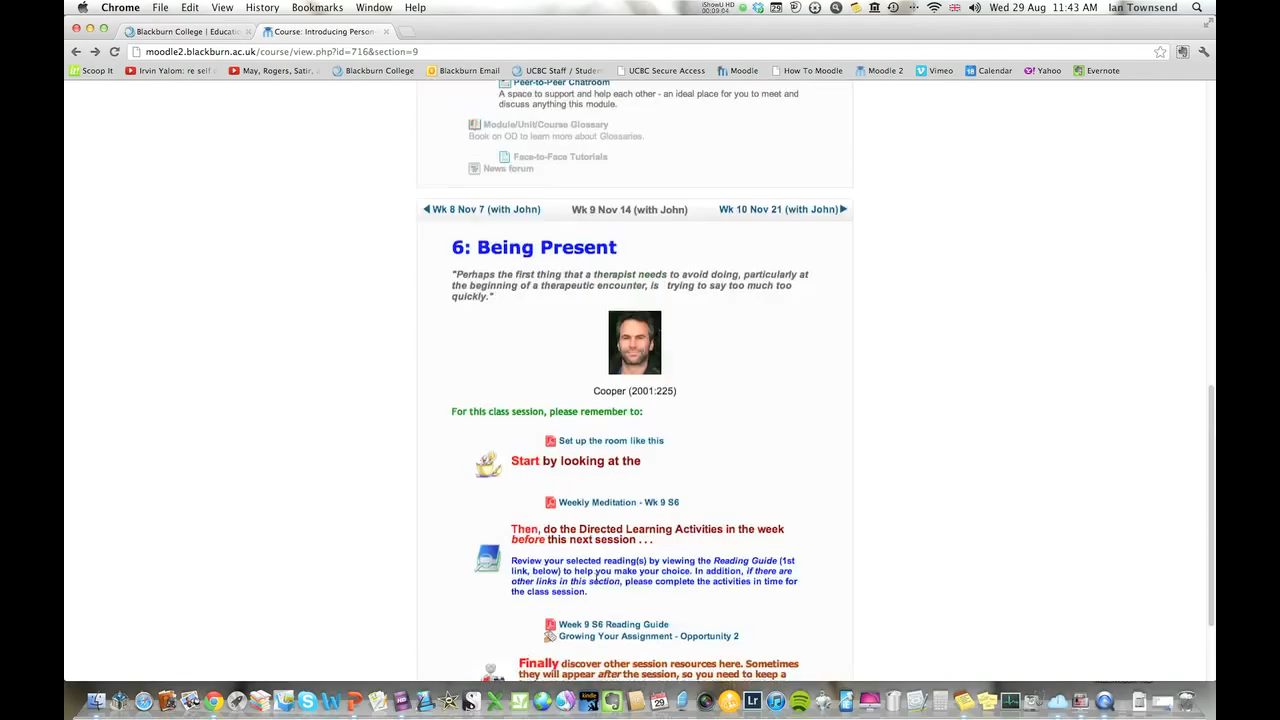 Chrome File Edit View History Bookmarks Window Help iShowU HD 00:09:04 Wed 29 Aug 11:43 AM Ian Townsend
Blackburn College | Educatio Course: Introducing Person-
moodle2.blackburn.ac.uk/course/view.php?id=716&section=9
Scoop It Irvin Yalom: re self d May, Rogers, Satir, Blackburn College Blackburn Email UCBC Staff / Studen UCBC Secure Access Moodle How To Moodle Moodle 2 Vimeo Calendar Yahoo Evernote
Peer-to-Peer Chatroom
A space to support and help each other - an ideal place for you to meet and
discuss anything this module.
Module/Unit/Course Glossary
Book on OD to learn more about Glossaries.
Face-to-Face Tutorials
News forum
Wk 8 Nov 7 (with John) Wk 9 Nov 14 (with John) Wk 10 Nov 21 (with John)
6: Being Present
"Perhaps the first thing that a therapist needs to avoid doing, particularly at
the beginning of a therapeutic encounter, is trying to say too much too
quickly."
Cooper (2001:225)
For this class session, please remember to:
Set up the room like this
Start by looking at the
Weekly Meditation - Wk 9 S6
Then, do the Directed Learning Activities in the week
before this next session . . .
Review your selected reading(s) by viewing the Reading Guide (1st
link, below) to help you make your choice. In addition, if there are
other links in this section, please complete the activities in time for
the class session.
Week 9 S6 Reading Guide
Growing Your Assignment - Opportunity 2
Finally discover other session resources here. Sometimes
they will appear after the session, so you need to keep a